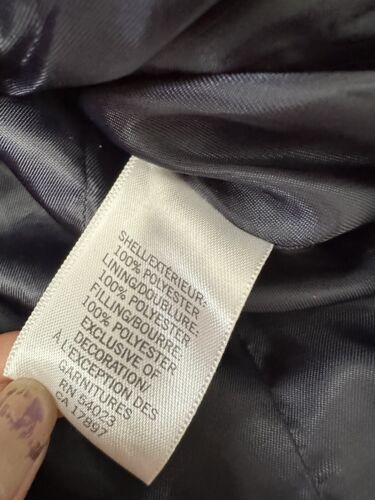 SHELL/EXTÉRIEUR:
100% POLYESTER
LINING/DOUBLURE:
100% POLYESTER
FILLING/BOURRE:
100% POLYESTER
EXCLUSIVE OF
DECORATION/
À L'EXCEPTION DES
GARNITURES
RN 54023
CA 17897